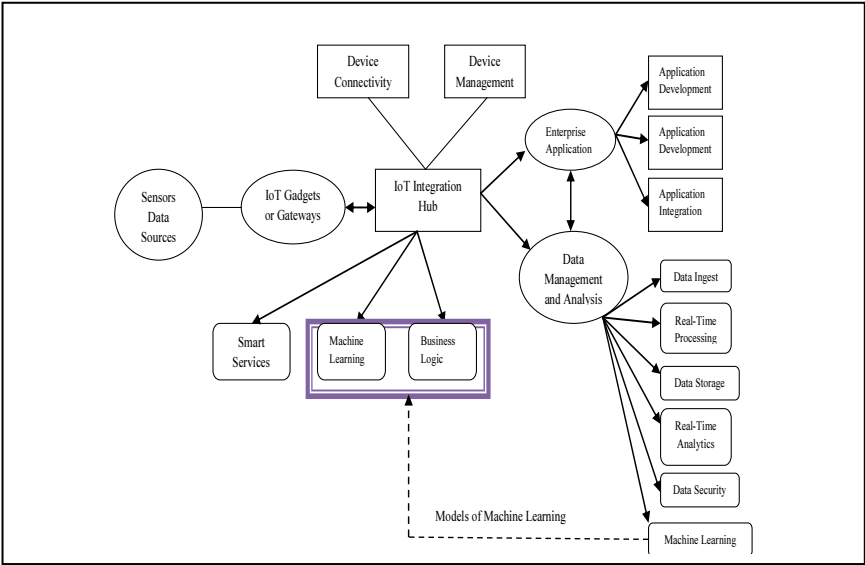 Device
Connectivity
Device
Management
Application
Development
Enterprise
Application
Application
Development
Sensors
Data
Sources
IoT Gadgets
or Gateways
IoT Integration
Hub
Application
Integration
Data
Management
and Analysis
Data Ingest
Smart
Services
Machine
Learning
Business
Logic
Real-Time
Processing
Data Storage
Real-Time
Analytics
Data Security
Models of Machine Learning
Machine Learning